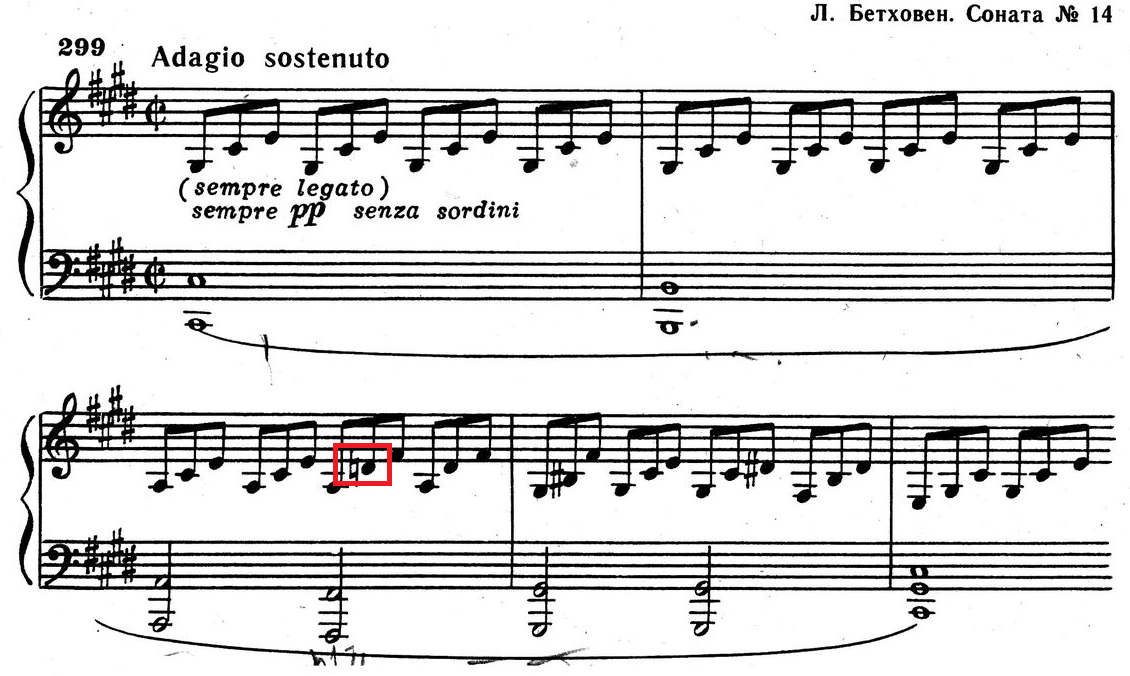 Л. Бетховен. Соната № 14
299
Adagio sostenuto
(sempre legato)
sempre pp senza sordini